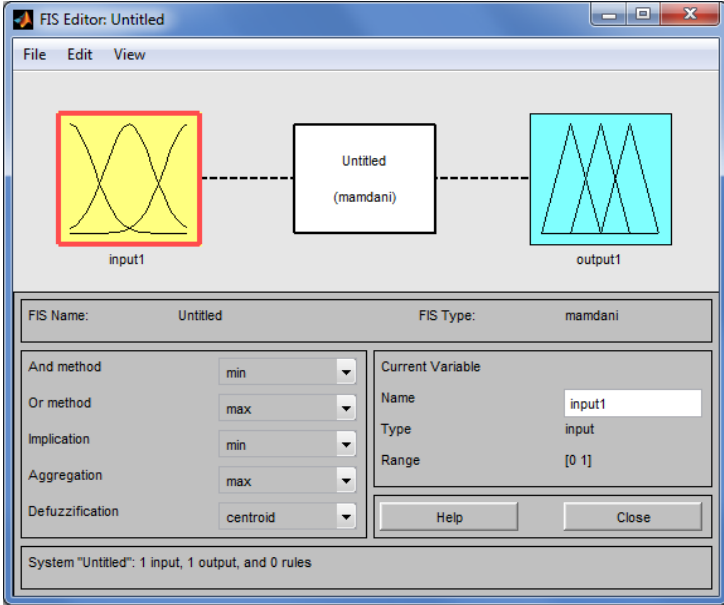 FIS Editor: Untitled
File Edit View
Untitled
(mamdani)
input1
output1
FIS Name: Untitled FIS Type: mamdani
And method min
Or method max
Implication min
Aggregation max
Defuzzification centroid
Current Variable
Name input1
Type input
Range [0 1]
Help Close
System "Untitled": 1 input, 1 output, and 0 rules